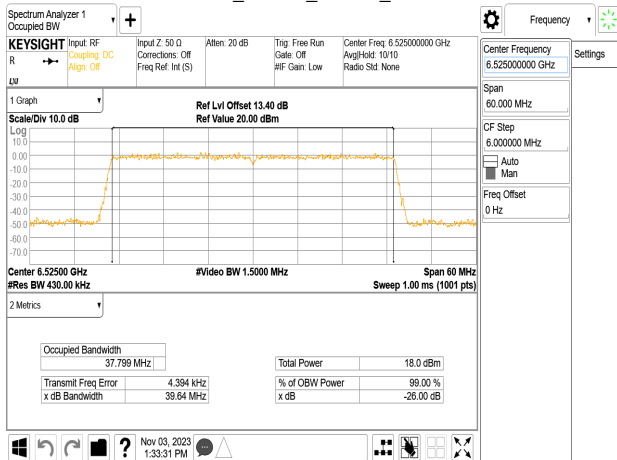 Spectrum Analyzer 1
Occupied BW
Frequency
KEYSIGHT
R
LXI
Input: RF
Coupling: DC
Align: Off
Input Z: 50 Ω
Corrections: Off
Freq Ref: Int (S)
Atten: 20 dB
Trig: Free Run
Gate: Off
#IF Gain: Low
Center Freq: 6.525000000 GHz
Avg|Hold: 10/10
Radio Std: None
Center Frequency
6.525000000 GHz
Settings
Span
60.000 MHz
CF Step
6.000000 MHz
Auto
Man
Freq Offset
0 Hz
1 Graph
Scale/Div 10.0 dB
Ref Lvl Offset 13.40 dB
Ref Value 20.00 dBm
Log
10.0
0.00
-10.0
-20.0
-30.0
-40.0
-50.0
-60.0
-70.0
Center 6.52500 GHz
#Video BW 1.5000 MHz
Span 60 MHz
#Res BW 430.00 kHz
Sweep 1.00 ms (1001 pts)
2 Metrics
Occupied Bandwidth
37.799 MHz
Total Power 18.0 dBm
Transmit Freq Error 4.394 kHz
% of OBW Power 99.00 %
x dB Bandwidth 39.64 MHz
x dB -26.00 dB
?
Nov 03, 2023
1:33:31 PM